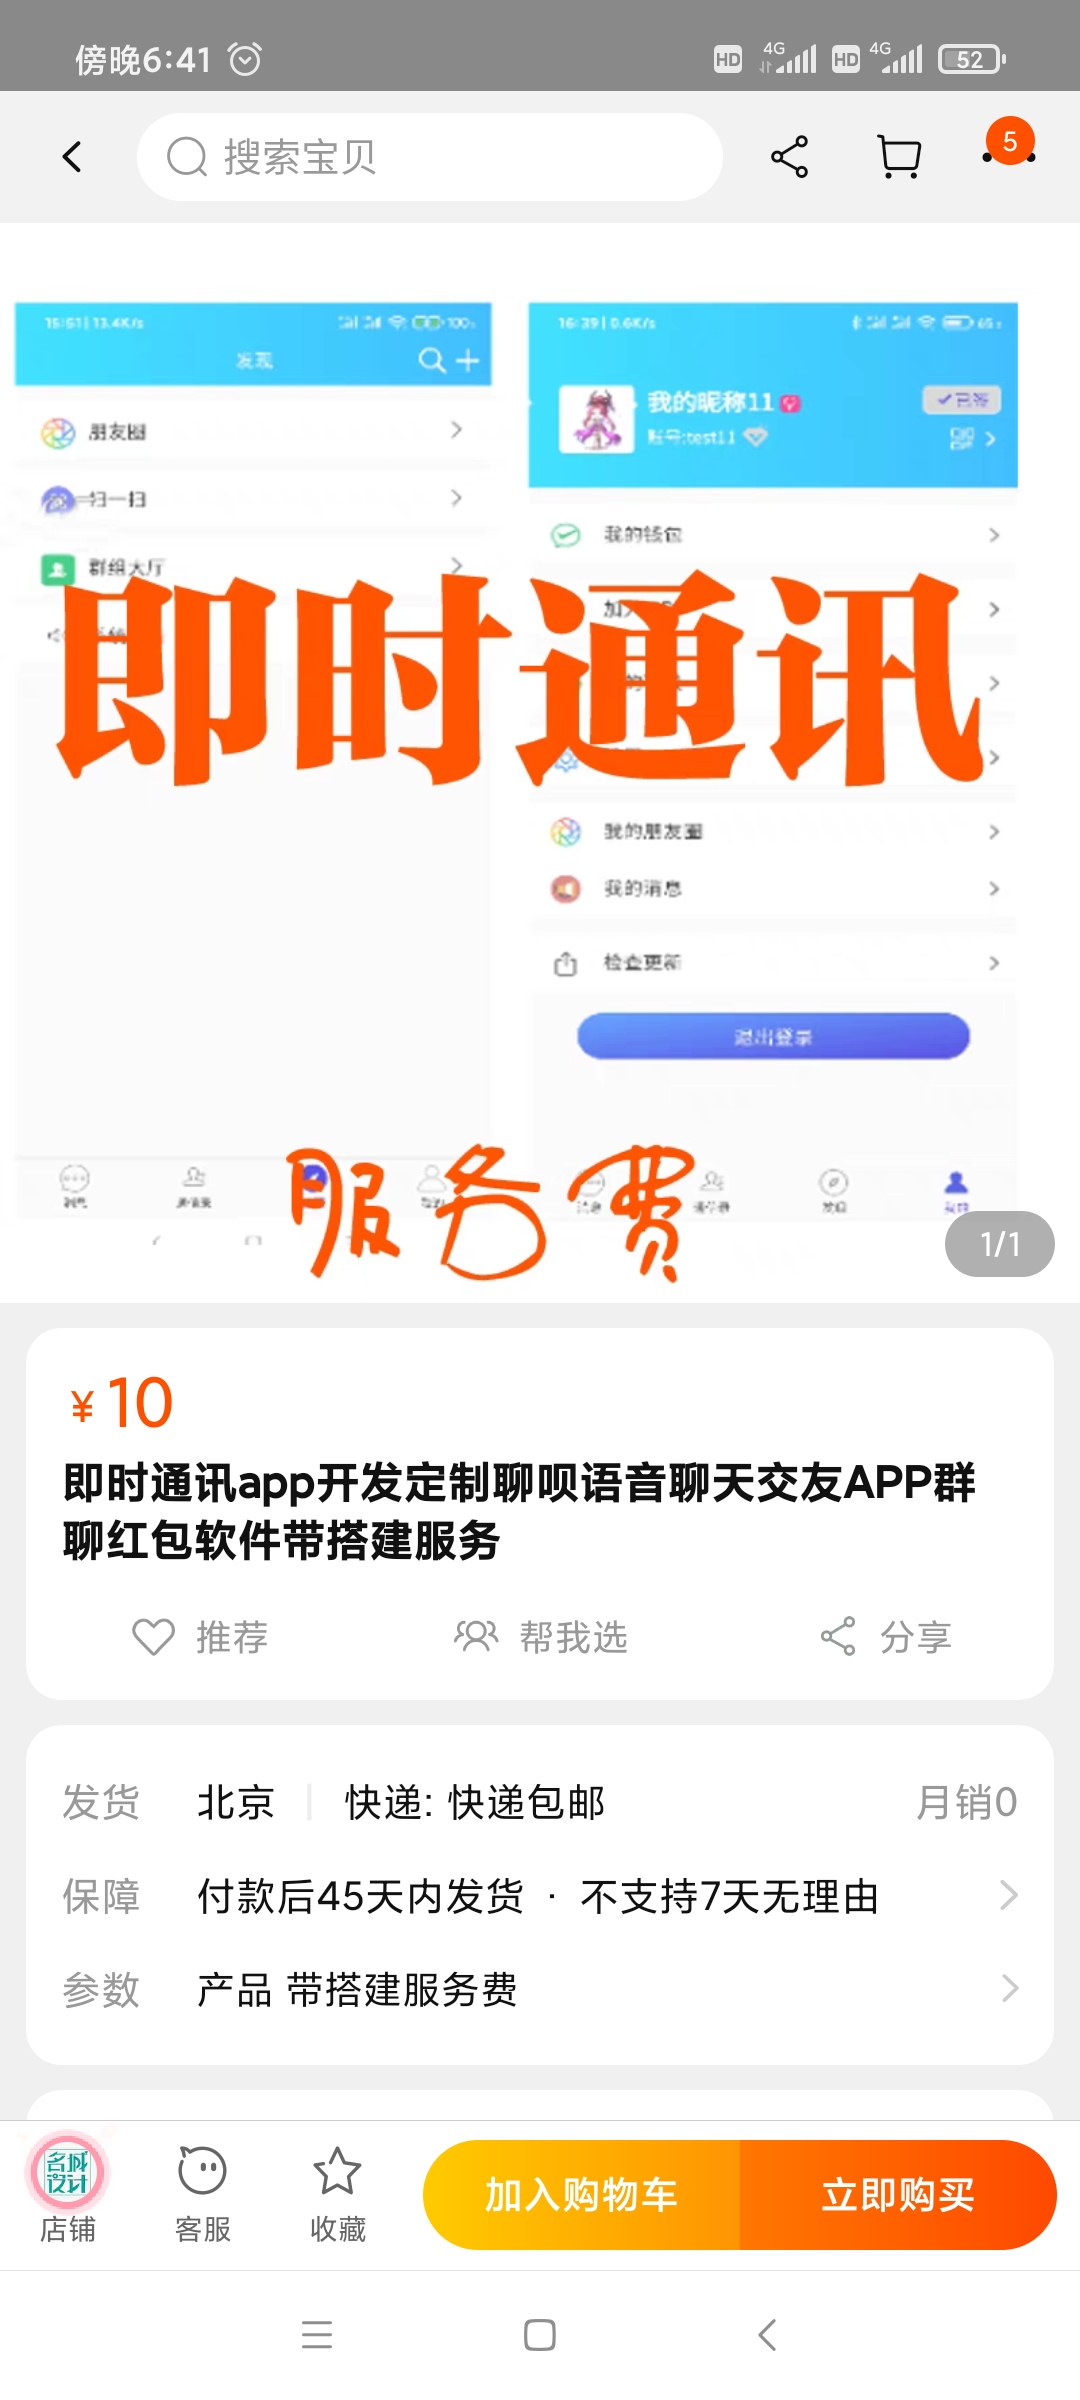 傍晚6:41
HD 4G HD 4G 52
搜索宝贝
5
15:51 | 13.4K/s
发现
朋友圈
扫一扫
群组大厅
16:39 | 0.6K/s
我的昵称11
账号:test11
已签
我的钱包
我的朋友圈
我的消息
检查更新
退出登录
即时通讯
服务费
1/1
¥10
即时通讯app开发定制聊呗语音聊天交友APP群
聊红包软件带搭建服务
推荐
帮我选
分享
发货 北京 快递: 快递包邮 月销0
保障 付款后45天内发货 · 不支持7天无理由
参数 产品 带搭建服务费
名城
设计
店铺
客服
收藏
加入购物车
立即购买